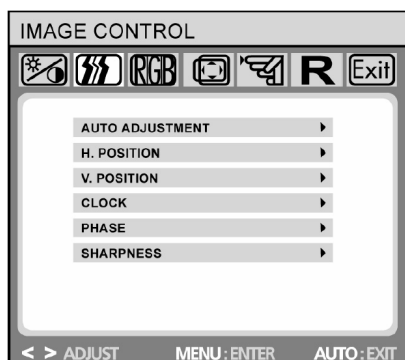 IMAGE CONTROL
RGB R Exit
AUTO ADJUSTMENT
H. POSITION
V. POSITION
CLOCK
PHASE
SHARPNESS
< > ADJUST MENU : ENTER AUTO : EXIT